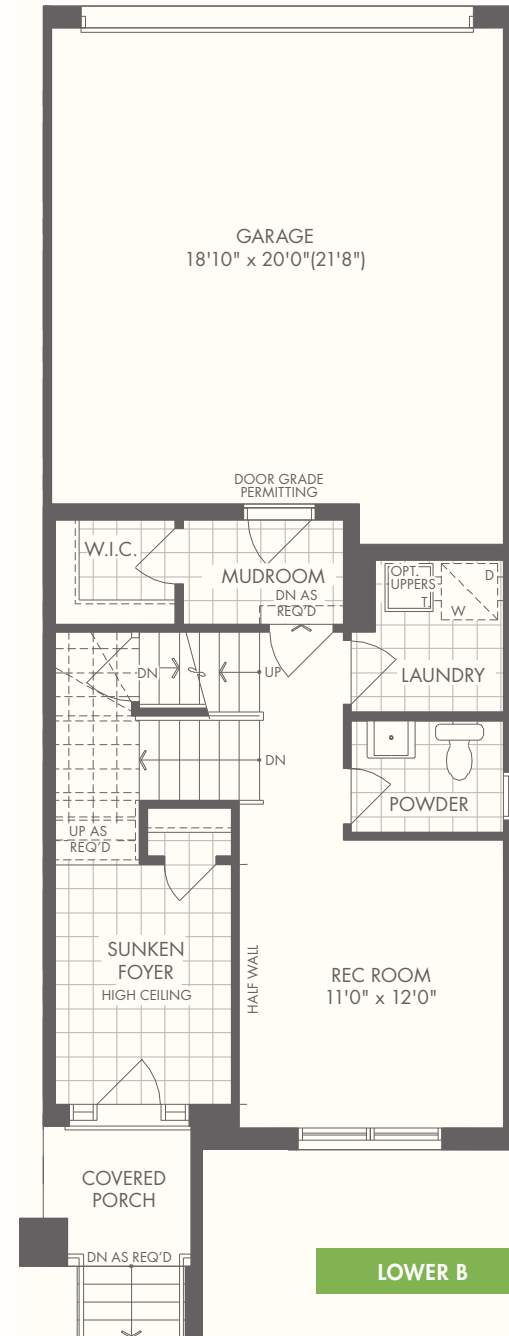 GARAGE
18'10" x 20'0"(21'8")
DOOR GRADE
PERMITTING
W.I.C.
MUDROOM
DN AS
REQ'D
OPT.
UPPERS
T.
D
W
LAUNDRY
DN
UP
DN
POWDER
UP AS
REQ'D
SUNKEN
FOYER
HIGH CEILING
HALF WALL
REC ROOM
11'0" x 12'0"
COVERED
PORCH
DN AS REQ'D
LOWER B